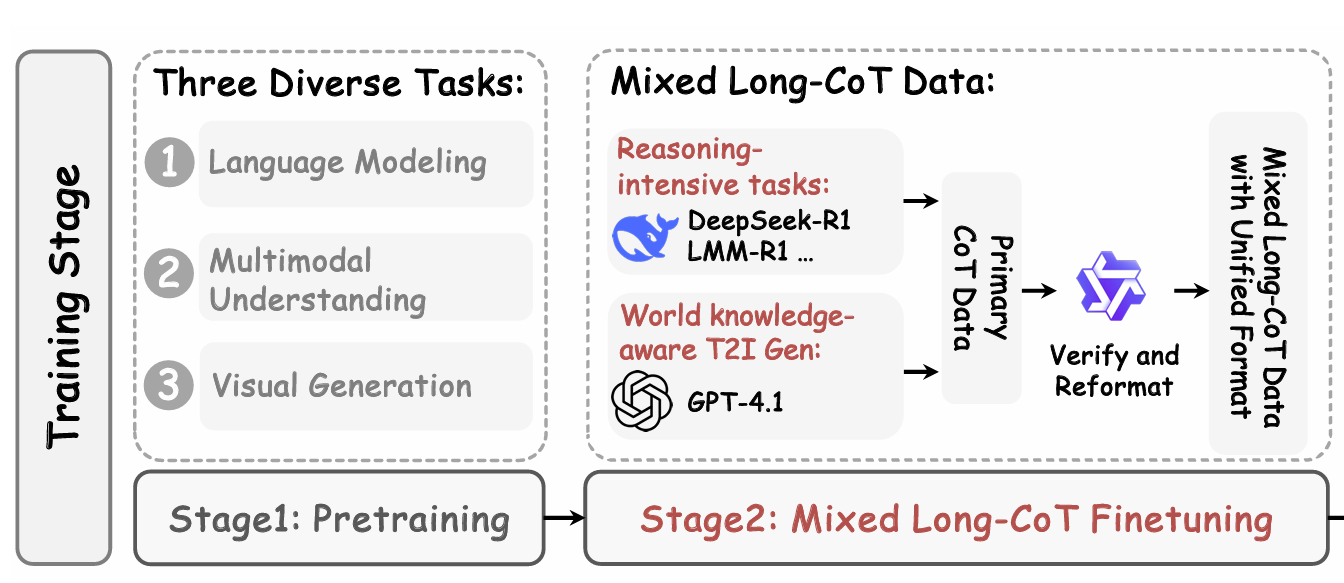 Training Stage
Three Diverse Tasks:
1 Language Modeling
2 Multimodal
Understanding
3 Visual Generation
Stage1: Pretraining
Mixed Long-CoT Data:
Reasoning-
intensive tasks:
DeepSeek-R1
LMM-R1 ...
World knowledge-
aware T2I Gen:
GPT-4.1
Primary
CoT Data
Verify and
Reformat
Mixed Long-CoT Data
with Unified Format
Stage2: Mixed Long-CoT Finetuning